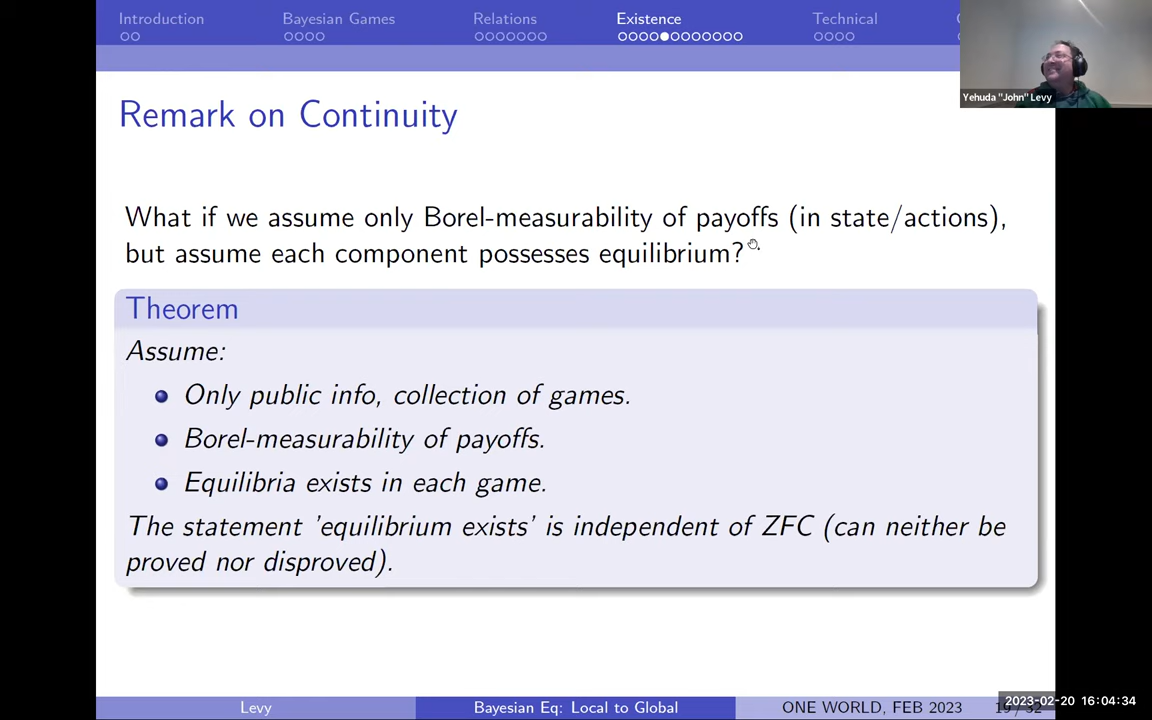 Introduction Bayesian Games Relations Existence Technical
Yehuda "John" Levy
Remark on Continuity
What if we assume only Borel-measurability of payoffs (in state/actions),
but assume each component possesses equilibrium?
Theorem
Assume:
Only public info, collection of games.
Borel-measurability of payoffs.
Equilibria exists in each game.
The statement 'equilibrium exists' is independent of ZFC (can neither be
proved nor disproved).
Levy Bayesian Eq: Local to Global ONE WORLD, FEB 2023
2023-02-20 16:04:34